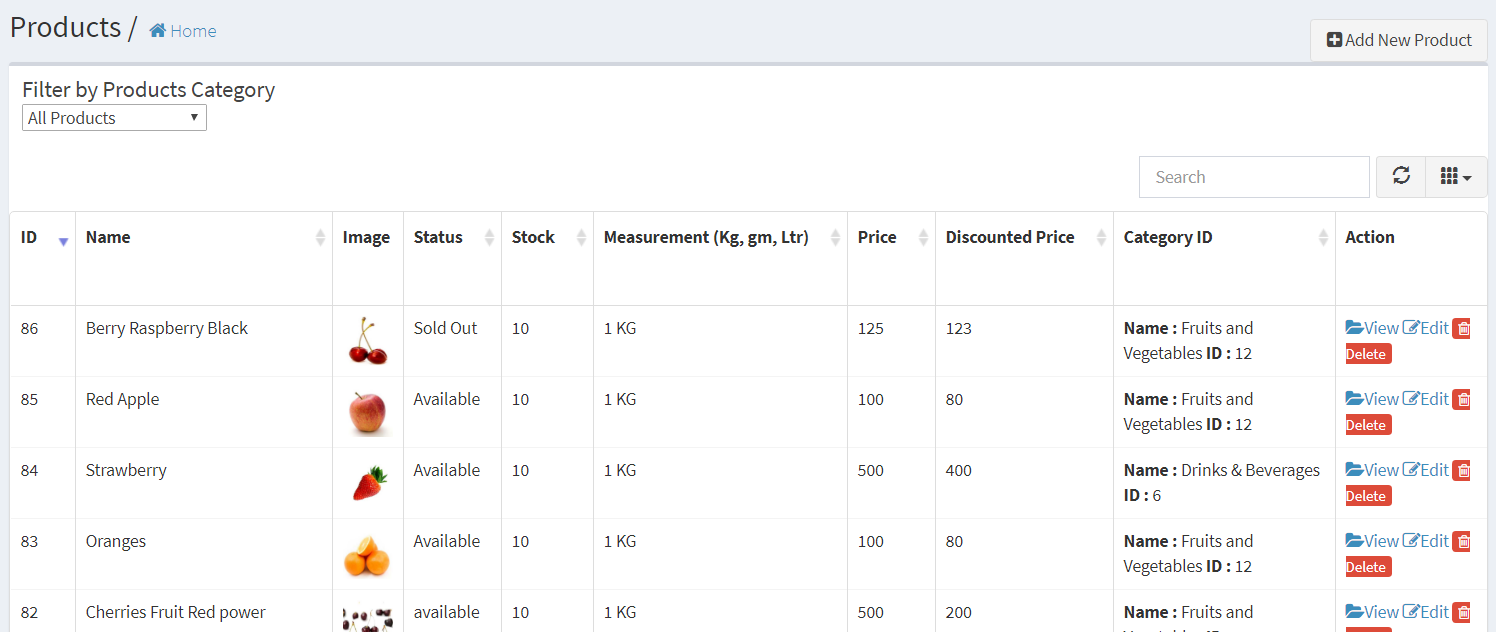 Products / Home
Add New Product
Filter by Products Category
All Products
Search
ID Name Image Status Stock Measurement (Kg, gm, Ltr) Price Discounted Price Category ID Action
86 Berry Raspberry Black Sold Out 10 1 KG 125 123 Name : Fruits and View Edit
Vegetables ID : 12 Delete
85 Red Apple Available 10 1 KG 100 80 Name : Fruits and View Edit
Vegetables ID : 12 Delete
84 Strawberry Available 10 1 KG 500 400 Name : Drinks & Beverages View Edit
ID : 6 Delete
83 Oranges Available 10 1 KG 100 80 Name : Fruits and View Edit
Vegetables ID : 12 Delete
82 Cherries Fruit Red power available 10 1 KG 500 200 Name : Fruits and View Edit